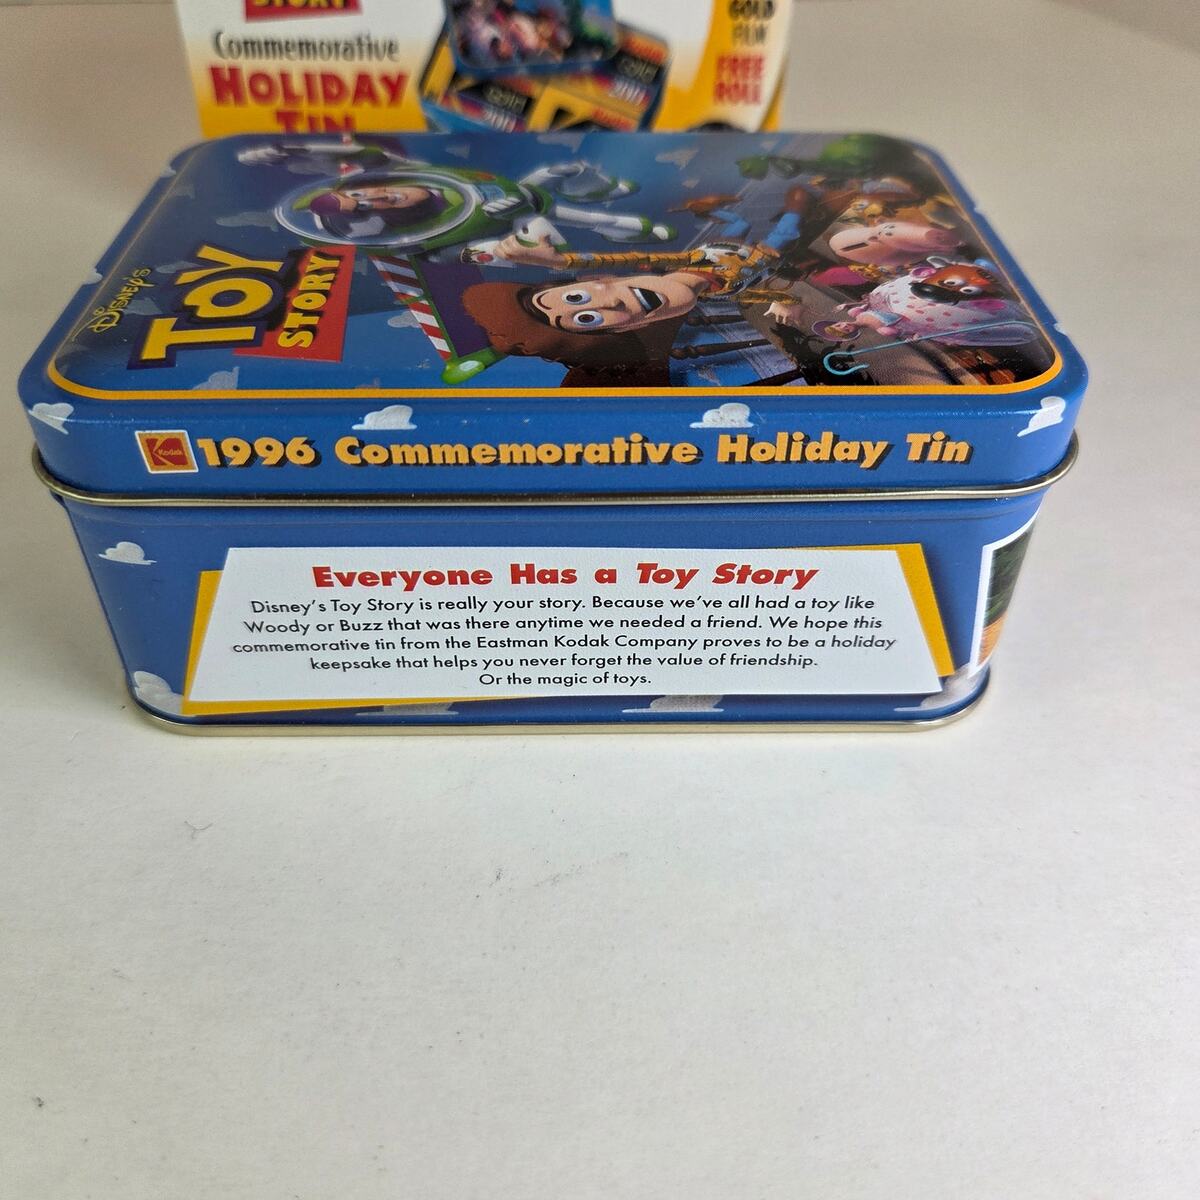 STORY
Commemorative
HOLIDAY
TIN
GOLD
FILM
FREE
ROLL
DISNEY'S
TOY
STORY
Kodak
1996 Commemorative Holiday Tin
Everyone Has a Toy Story
Disney's Toy Story is really your story. Because we've all had a toy like
Woody or Buzz that was there anytime we needed a friend. We hope this
commemorative tin from the Eastman Kodak Company proves to be a holiday
keepsake that helps you never forget the value of friendship.
Or the magic of toys.